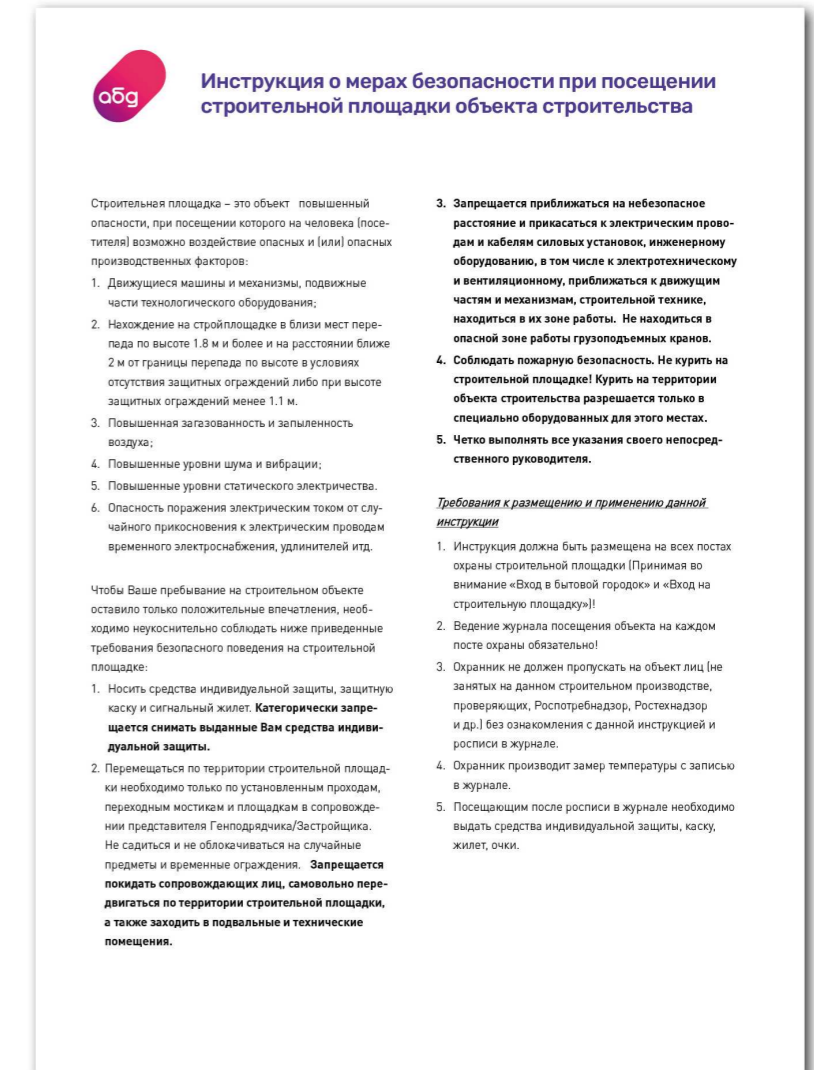 абд
Инструкция о мерах безопасности при посещении
строительной площадки объекта строительства
Строительная площадка – это объект повышенный
опасности, при посещении которого на человека (посе-
тителя) возможно воздействие опасных и (или) опасных
производственных факторов:
1. Движущиеся машины и механизмы, подвижные
части технологического оборудования;
2. Нахождение на стройплощадке в близи мест пере-
пада по высоте 1.8 м и более и на расстоянии ближе
2 м от границы перепада по высоте в условиях
отсутствия защитных ограждений либо при высоте
защитных ограждений менее 1.1 м.
3. Повышенная загазованность и запыленность
воздуха;
4. Повышенные уровни шума и вибрации;
5. Повышенные уровни статического электричества.
6. Опасность поражения электрическим током от слу-
чайного прикосновения к электрическим проводам
временного электроснабжения, удлинителей итд.
Чтобы Ваше пребывание на строительном объекте
оставило только положительные впечатления, необ-
ходимо неукоснительно соблюдать ниже приведенные
требования безопасного поведения на строительной
площадке:
1. Носить средства индивидуальной защиты, защитную
каску и сигнальный жилет. Категорически запре-
щается снимать выданные Вам средства индиви-
дуальной защиты.
2. Перемещаться по территории строительной площад-
ки необходимо только по установленным проходам,
переходным мостикам и площадкам в сопровожде-
нии представителя Генподрядчика/Застройщика.
Не садиться и не облокачиваться на случайные
предметы и временные ограждения. Запрещается
покидать сопровождающих лиц, самовольно пере-
двигаться по территории строительной площадки,
а также заходить в подвальные и технические
помещения.
3. Запрещается приближаться на небезопасное
расстояние и прикасаться к электрическим прово-
дам и кабелям силовых установок, инженерному
оборудованию, в том числе к электротехническому
и вентиляционному, приближаться к движущим
частям и механизмам, строительной технике,
находиться в их зоне работы. Не находиться в
опасной зоне работы грузоподъемных кранов.
4. Соблюдать пожарную безопасность. Не курить на
строительной площадке! Курить на территории
объекта строительства разрешается только в
специально оборудованных для этого местах.
5. Четко выполнять все указания своего непосред-
ственного руководителя.
Требования к размещению и применению данной
инструкции
1. Инструкция должна быть размещена на всех постах
охраны строительной площадки (Принимая во
внимание «Вход в бытовой городок» и «Вход на
строительную площадку»)!
2. Ведение журнала посещения объекта на каждом
посте охраны обязательно!
3. Охранник не должен пропускать на объект лиц (не
занятых на данном строительном производстве,
проверяющих, Роспотребнадзор, Ростехнадзор
и др.) без ознакомления с данной инструкцией и
росписи в журнале.
4. Охранник производит замер температуры с записью
в журнале.
5. Посещающим после росписи в журнале необходимо
выдать средства индивидуальной защиты, каску,
жилет, очки.